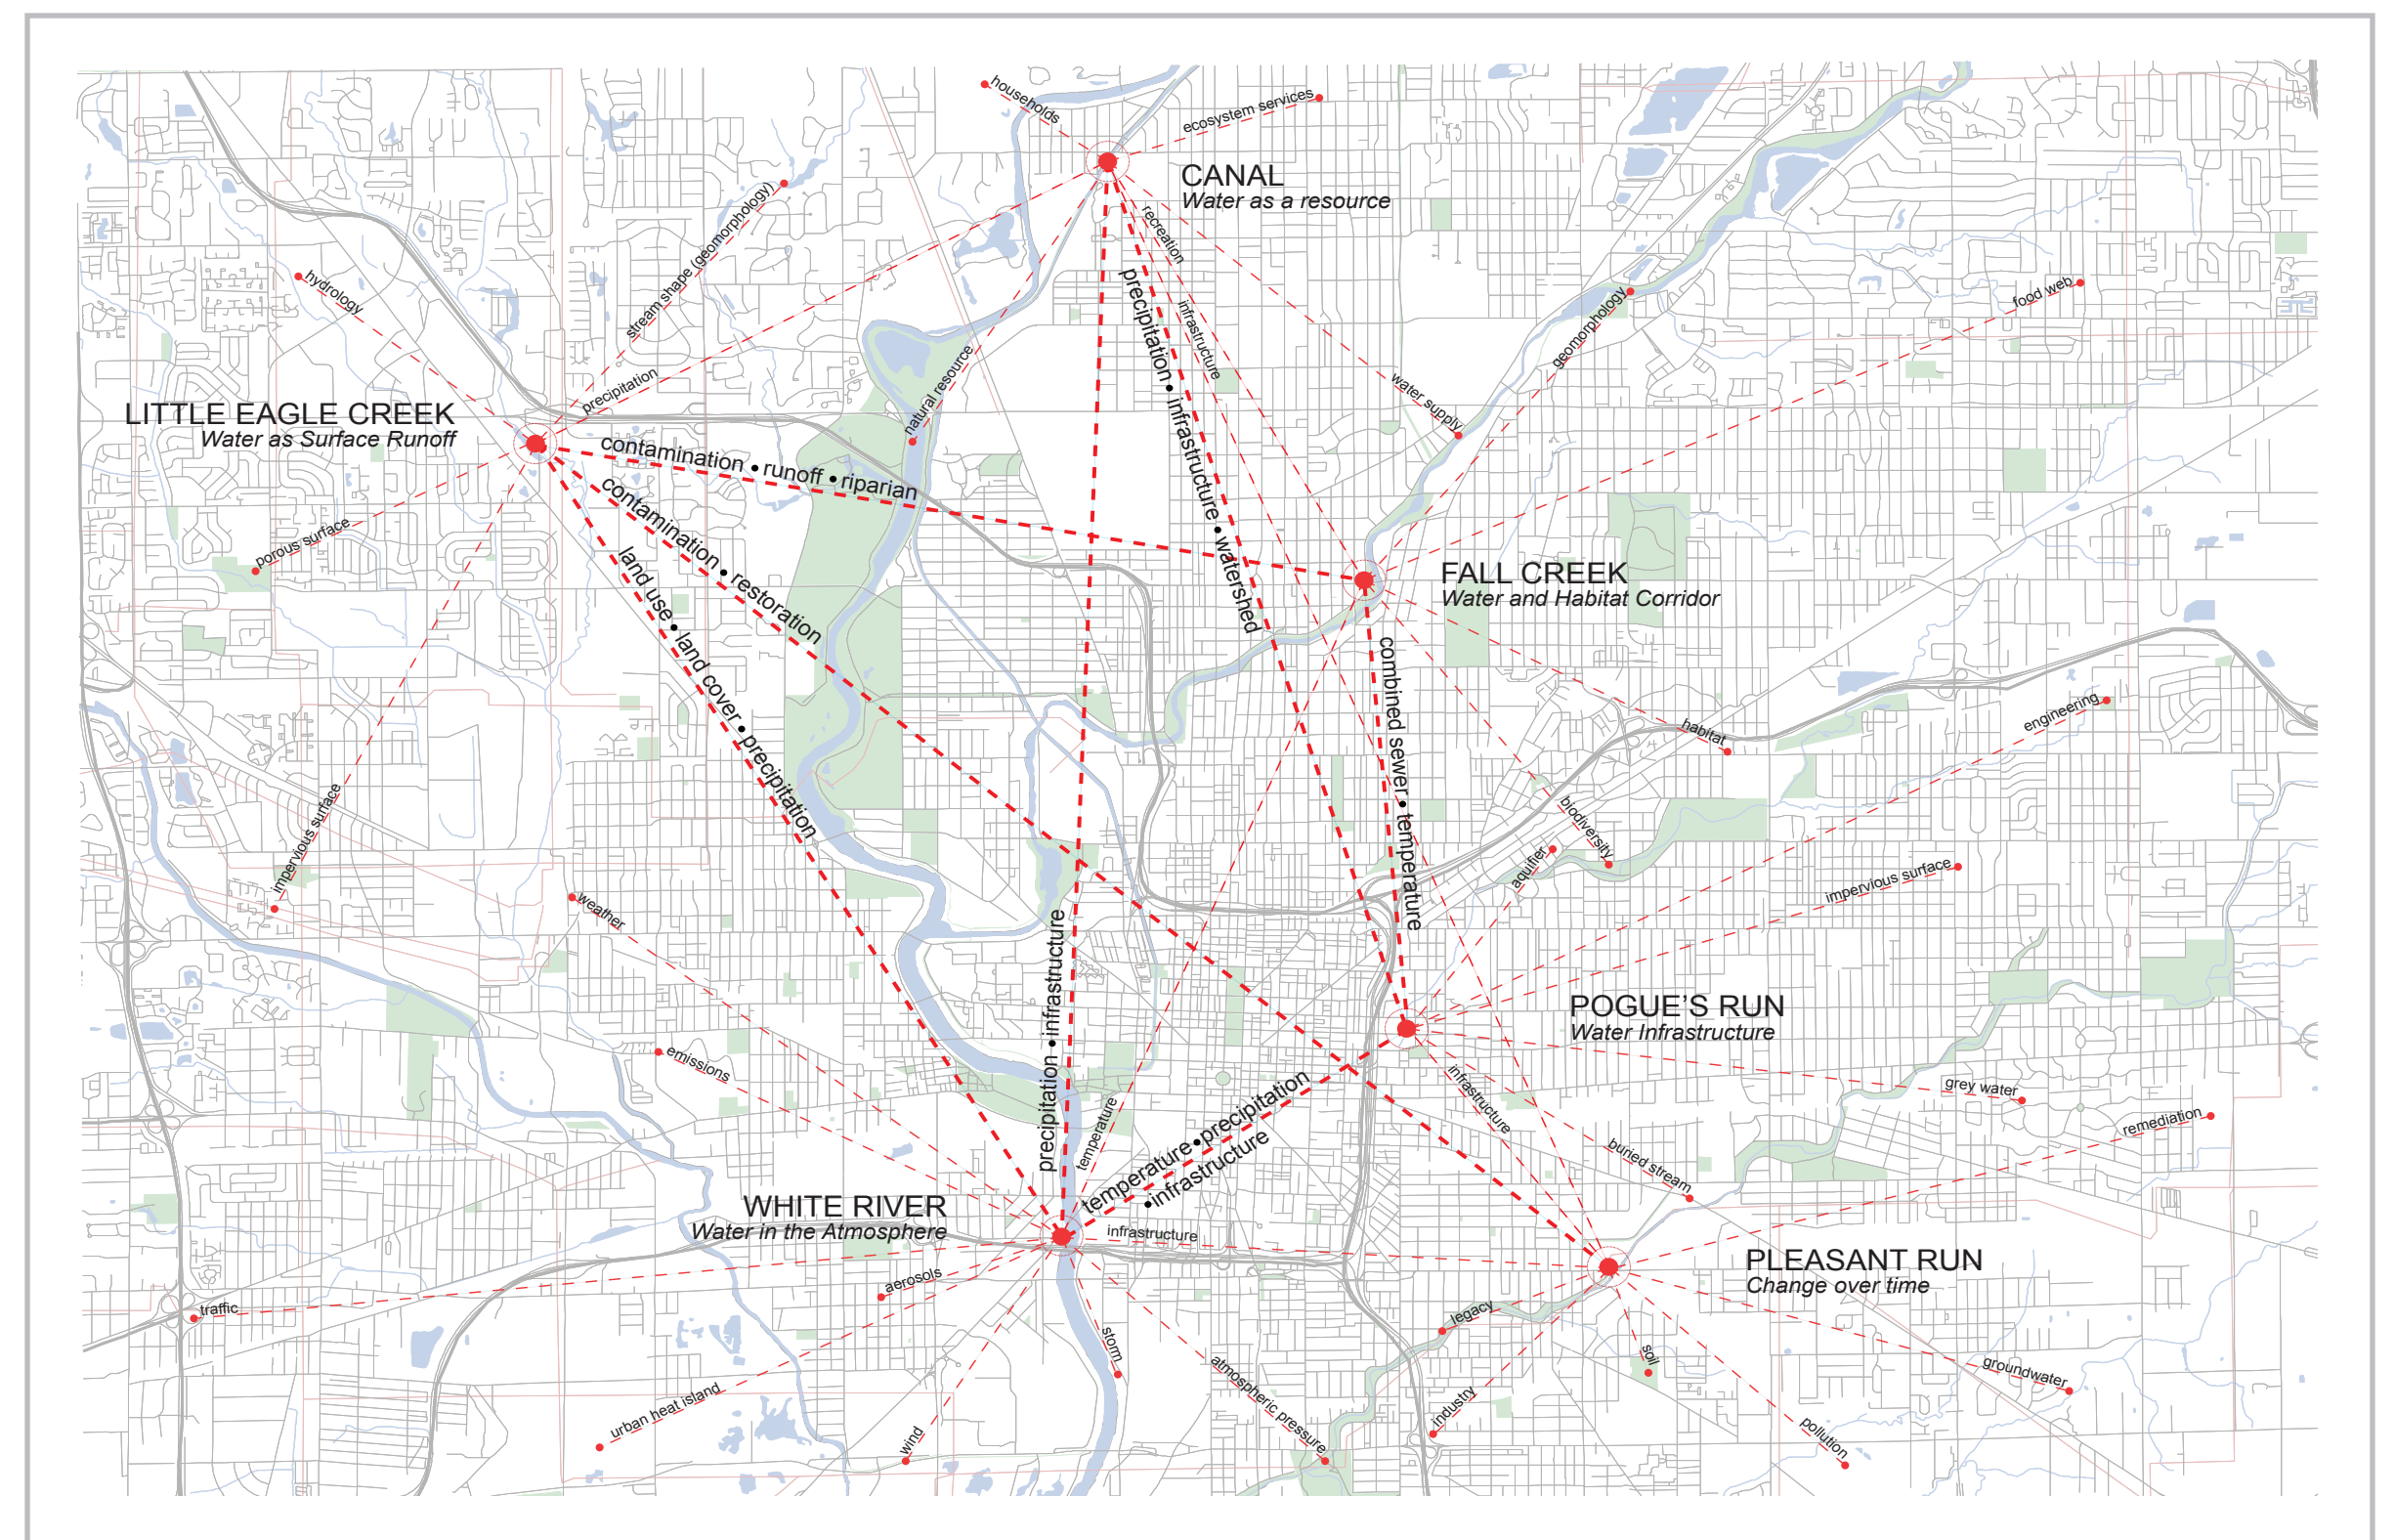 households
ecosystem services
CANAL
Water as a resource
stream shape (geomorphology)
recreation
hydrology
precipitation • infrastructure • watershed
infrastructure
geomorphology
food web
natural resource
precipitation
water supply
LITTLE EAGLE CREEK
Water as Surface Runoff
contamination • runoff • riparian
contamination • restoration
land use • land cover • precipitation
porous surface
FALL CREEK
Water and Habitat Corridor
combined sewer • temperature
habitat
engineering
impervious surface
biodiversity
aquifier
impervious surface
weather
precipitation • infrastructure
POGUE'S RUN
Water Infrastructure
emissions
infrastructure
grey water
remediation
temperature
temperature • precipitation
• infrastructure
buried stream
WHITE RIVER
Water in the Atmosphere
infrastructure
PLEASANT RUN
Change over time
aerosols
traffic
legacy
storm
soil
atmospheric pressure
groundwater
urban heat island
industry
wind
pollution